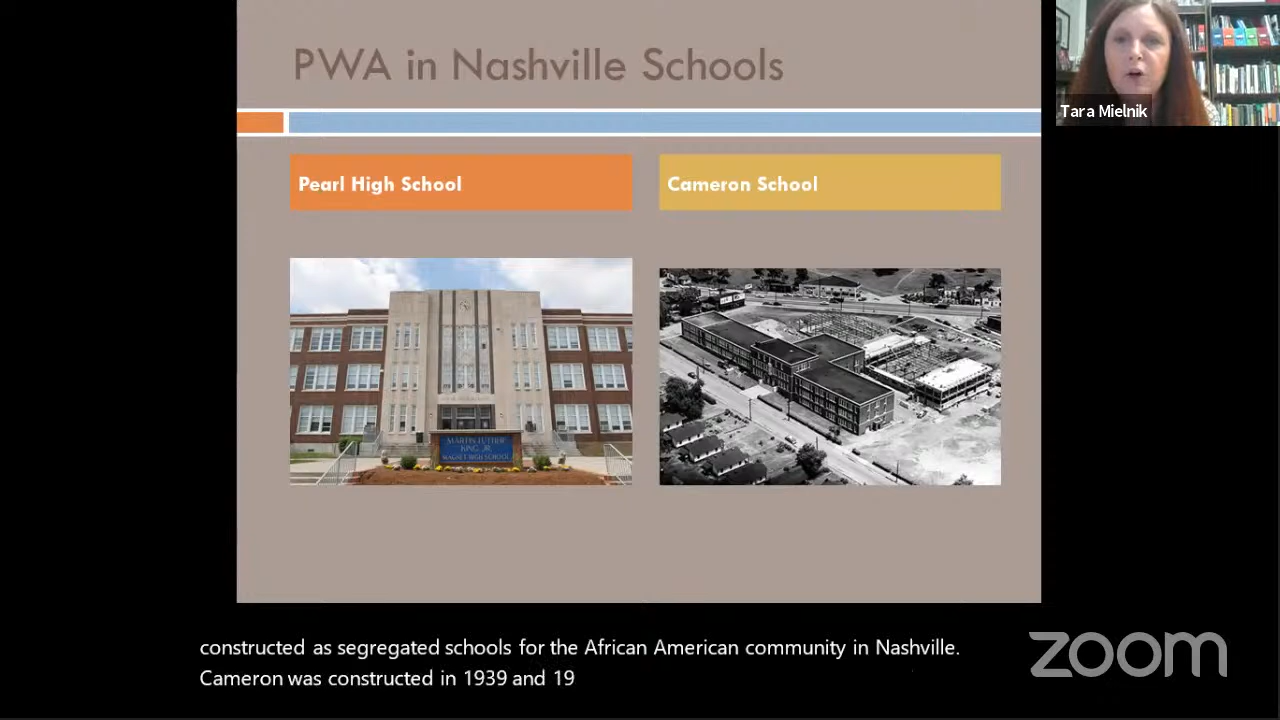 PWA in Nashville Schools
Tara Mielnik
Pearl High School
Cameron School
MARTIN LUTHER
KING JR.
MAGNET HIGH SCHOOL
constructed as segregated schools for the African American community in Nashville.
Cameron was constructed in 1939 and 19
zoom